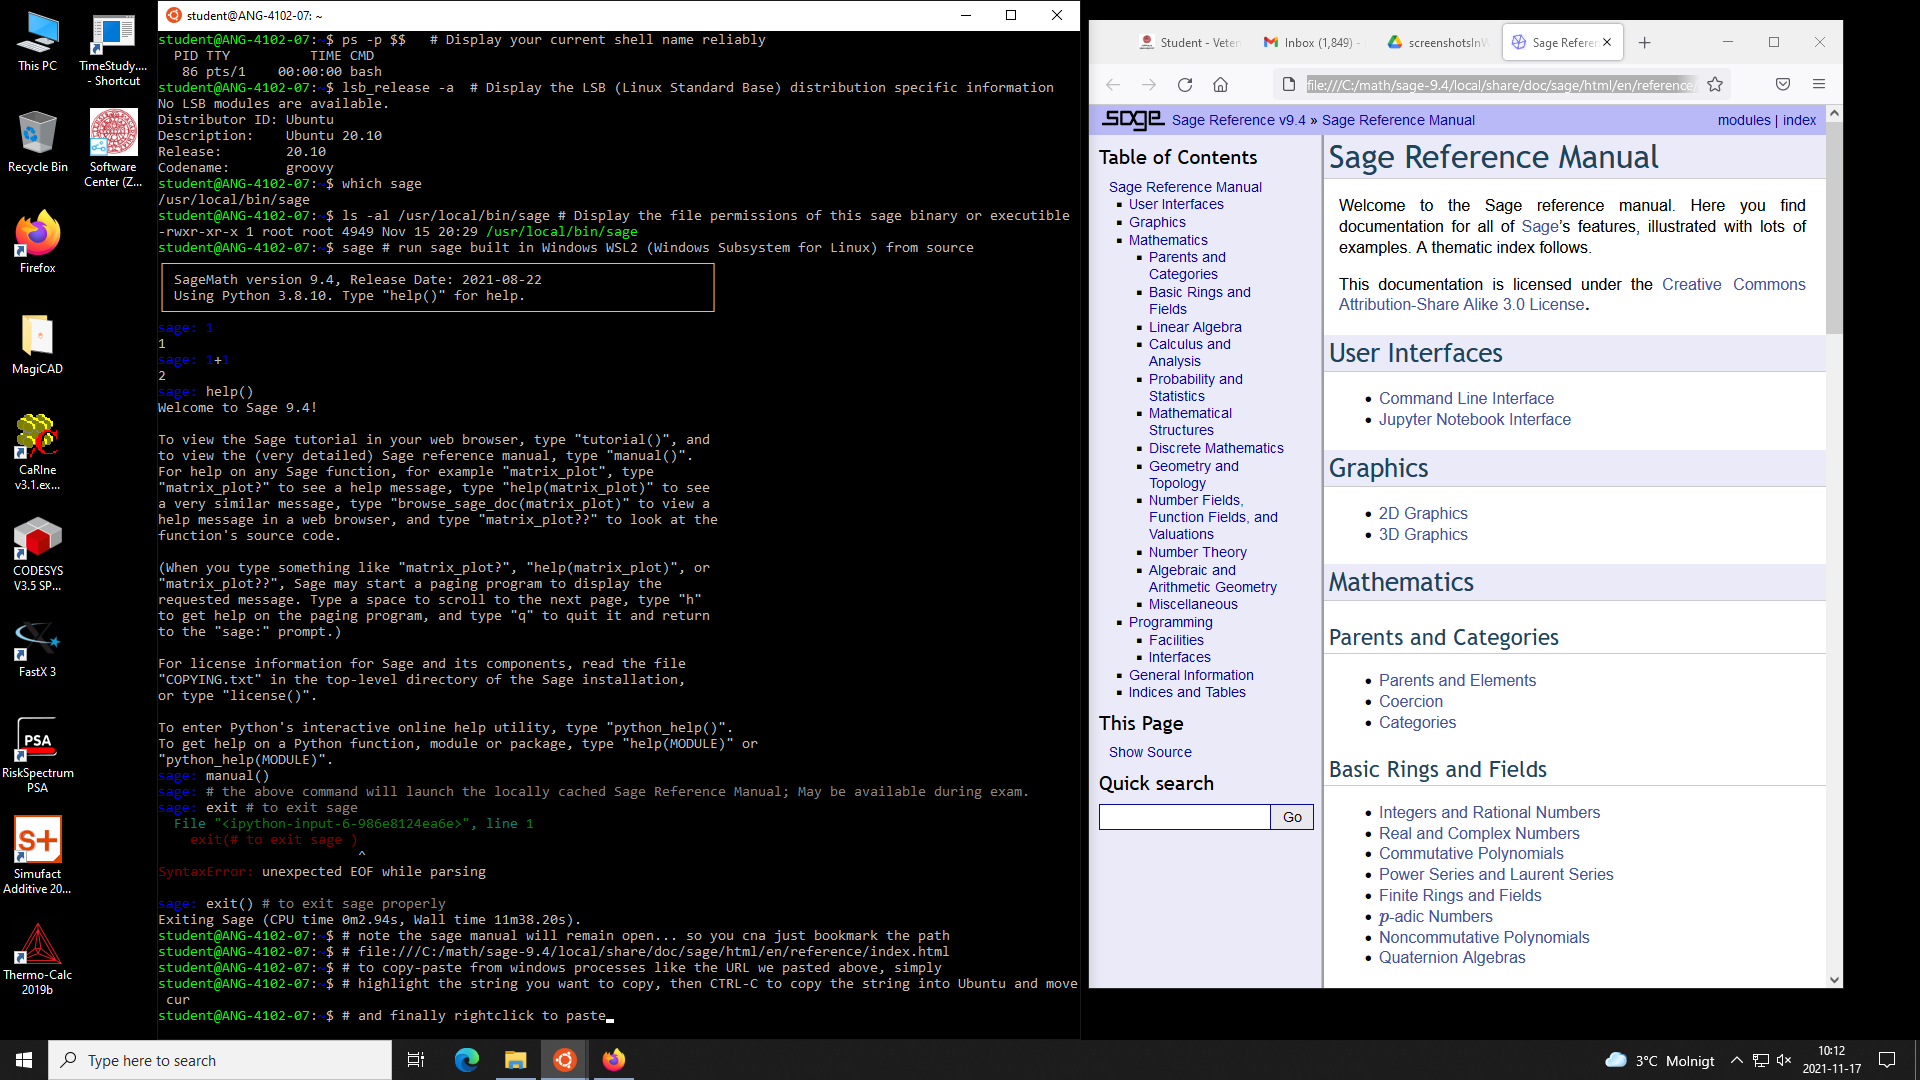 This PC
TimeStudy....
- Shortcut
Recycle Bin
Software
Center (Z...
Firefox
MagiCAD
CaRIne
v3.1.ex...
CODESYS
V3.5 SP...
FastX 3
PSA
RiskSpectrum
PSA
S+
Simufact
Additive 20...
Thermo-Calc
2019b
student@ANG-4102-07: ~
student@ANG-4102-07:~$ ps -p $$   # Display your current shell name reliably
PID TTY          TIME CMD
86 pts/1    00:00:00 bash
student@ANG-4102-07:~$ lsb_release -a  # Display the LSB (Linux Standard Base) distribution specific information
No LSB modules are available.
Distributor ID: Ubuntu
Description:    Ubuntu 20.10
Release:        20.10
Codename:       groovy
student@ANG-4102-07:~$ which sage
/usr/local/bin/sage
student@ANG-4102-07:~$ ls -al /usr/local/bin/sage # Display the file permissions of this sage binary or executible
-rwxr-xr-x 1 root root 4949 Nov 15 20:29 /usr/local/bin/sage
student@ANG-4102-07:~$ sage # run sage built in Windows WSL2 (Windows Subsystem for Linux) from source
SageMath version 9.4, Release Date: 2021-08-22
Using Python 3.8.10. Type "help()" for help.
sage: 1
1
sage: 1+1
2
sage: help()
Welcome to Sage 9.4!
To view the Sage tutorial in your web browser, type "tutorial()", and
to view the (very detailed) Sage reference manual, type "manual()".
For help on any Sage function, for example "matrix_plot", type
"matrix_plot?" to see a help message, type "help(matrix_plot)" to see
a very similar message, type "browse_sage_doc(matrix_plot)" to view a
help message in a web browser, and type "matrix_plot??" to look at the
function's source code.
(When you type something like "matrix_plot?", "help(matrix_plot)", or
"matrix_plot??", Sage may start a paging program to display the
requested message. Type a space to scroll to the next page, type "h"
to get help on the paging program, and type "q" to quit it and return
to the "sage:" prompt.)
For license information for Sage and its components, read the file
"COPYING.txt" in the top-level directory of the Sage installation,
or type "license()".
To enter Python's interactive online help utility, type "python_help()".
To get help on a Python function, module or package, type "help(MODULE)" or
"python_help(MODULE)".
sage: manual()
sage: # the above command will launch the locally cached Sage Reference Manual; May be available during exam.
sage: exit # to exit sage
File "<ipython-input-6-986e8124ea6e>", line 1
exit(# to exit sage )
^
SyntaxError: unexpected EOF while parsing
sage: exit() # to exit sage properly
Exiting Sage (CPU time 0m2.94s, Wall time 11m38.20s).
student@ANG-4102-07:~$ # note the sage manual will remain open... so you cna just bookmark the path
student@ANG-4102-07:~$ # file:///C:/math/sage-9.4/local/share/doc/sage/html/en/reference/index.html
student@ANG-4102-07:~$ # to copy-paste from windows processes like the URL we pasted above, simply
student@ANG-4102-07:~$ # highlight the string you want to copy, then CTRL-C to copy the string into Ubuntu and move
cur
student@ANG-4102-07:~$ # and finally rightclick to paste
Student - Veten
Inbox (1,849) -
screenshotsInW
Sage Refere
file:///C:/math/sage-9.4/local/share/doc/sage/html/en/reference/
sage Sage Reference v9.4 » Sage Reference Manual
modules | index
Table of Contents
Sage Reference Manual
User Interfaces
Graphics
Mathematics
Parents and
Categories
Basic Rings and
Fields
Linear Algebra
Calculus and
Analysis
Probability and
Statistics
Mathematical
Structures
Discrete Mathematics
Geometry and
Topology
Number Fields,
Function Fields, and
Valuations
Number Theory
Algebraic and
Arithmetic Geometry
Miscellaneous
Programming
Facilities
Interfaces
General Information
Indices and Tables
This Page
Show Source
Quick search
Go
Sage Reference Manual
Welcome to the Sage reference manual. Here you find
documentation for all of Sage's features, illustrated with lots of
examples. A thematic index follows.
This documentation is licensed under the Creative Commons
Attribution-Share Alike 3.0 License.
User Interfaces
Command Line Interface
Jupyter Notebook Interface
Graphics
2D Graphics
3D Graphics
Mathematics
Parents and Categories
Parents and Elements
Coercion
Categories
Basic Rings and Fields
Integers and Rational Numbers
Real and Complex Numbers
Commutative Polynomials
Power Series and Laurent Series
Finite Rings and Fields
p-adic Numbers
Noncommutative Polynomials
Quaternion Algebras
Type here to search
3°C Molnigt
10:12
2021-11-17